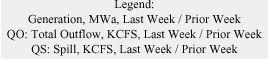 Legend:
Generation, MWa, Last Week / Prior Week
QO: Total Outflow, KCFS, Last Week / Prior Week
QS: Spill, KCFS, Last Week / Prior Week